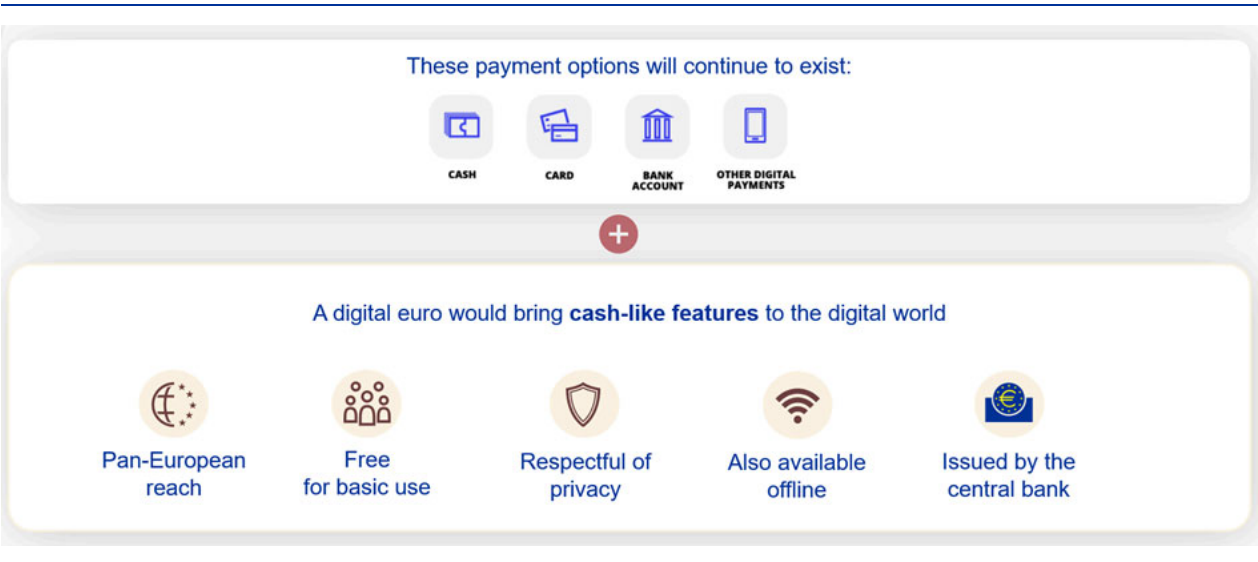 These payment options will continue to exist:
CASH
CARD
BANK
ACCOUNT
OTHER DIGITAL
PAYMENTS
A digital euro would bring cash-like features to the digital world
Pan-European
reach
Free
for basic use
Respectful of
privacy
Also available
offline
Issued by the
central bank